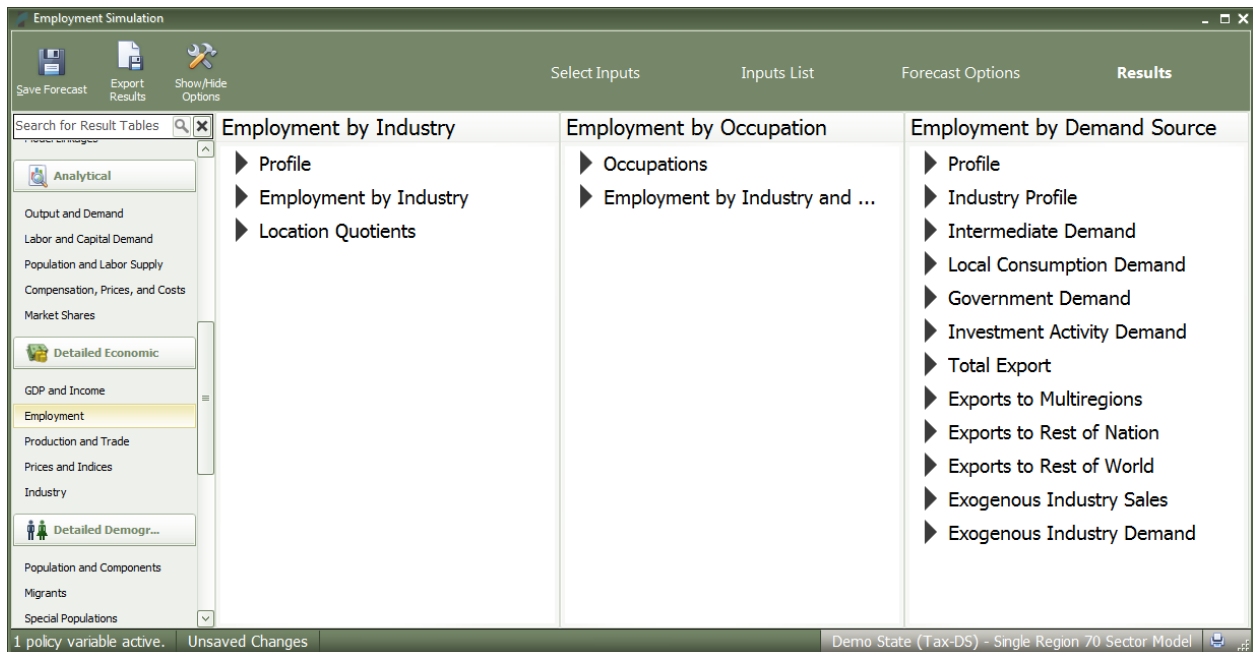 Employment Simulation
Save Forecast
Export
Results
Show/Hide
Options
Select Inputs
Inputs List
Forecast Options
Results
Search for Result Tables
Analytical
Output and Demand
Labor and Capital Demand
Population and Labor Supply
Compensation, Prices, and Costs
Market Shares
Detailed Economic
GDP and Income
Employment
Production and Trade
Prices and Indices
Industry
Detailed Demogr...
Population and Components
Migrants
Special Populations
Employment by Industry
Profile
Employment by Industry
Location Quotients
Employment by Occupation
Occupations
Employment by Industry and ...
Employment by Demand Source
Profile
Industry Profile
Intermediate Demand
Local Consumption Demand
Government Demand
Investment Activity Demand
Total Export
Exports to Multiregions
Exports to Rest of Nation
Exports to Rest of World
Exogenous Industry Sales
Exogenous Industry Demand
1 policy variable active.
Unsaved Changes
Demo State (Tax-DS) - Single Region 70 Sector Model